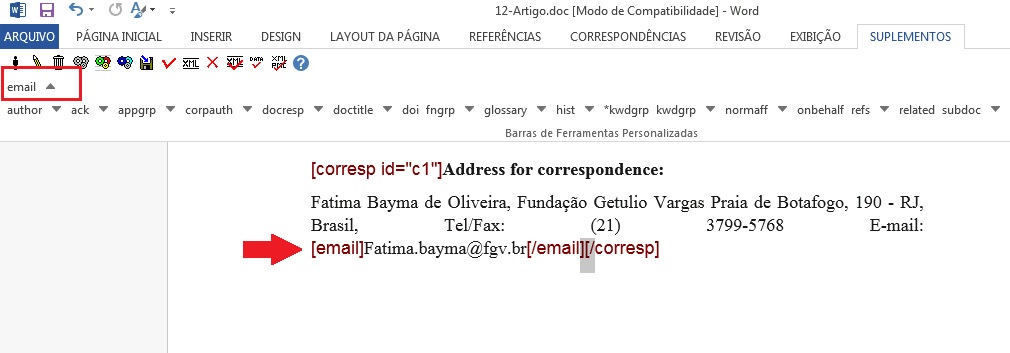 12-Artigo.doc [Modo de Compatibilidade] - Word
ARQUIVO PÁGINA INICIAL INSERIR DESIGN LAYOUT DA PÁGINA REFERÊNCIAS CORRESPONDÊNCIAS REVISÃO EXIBIÇÃO SUPLEMENTOS
email
author ack appgrp corpauth docresp doctitle doi fngrp glossary hist *kwdgrp kwdgrp normaff onbehalf refs related subdoc
Barras de Ferramentas Personalizadas
[corresp id="c1"]Address for correspondence:
Fatima Bayma de Oliveira, Fundação Getulio Vargas Praia de Botafogo, 190 - RJ,
Brasil, Tel/Fax: (21) 3799-5768 E-mail:
[email]Fatima.bayma@fgv.br[/email][/corresp]